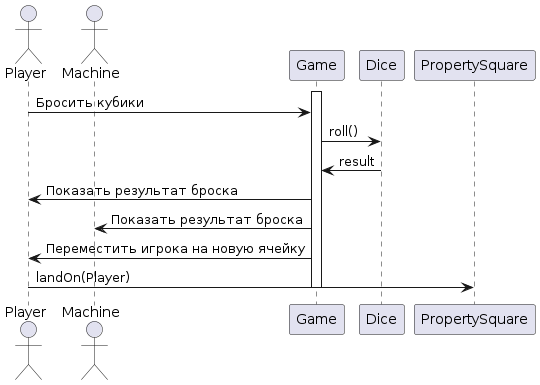 Player
Machine
Game
Dice
PropertySquare
Бросить кубики
roll()
result
Показать результат броска
Показать результат броска
Переместить игрока на новую ячейку
landOn(Player)
Player
Machine
Game
Dice
PropertySquare